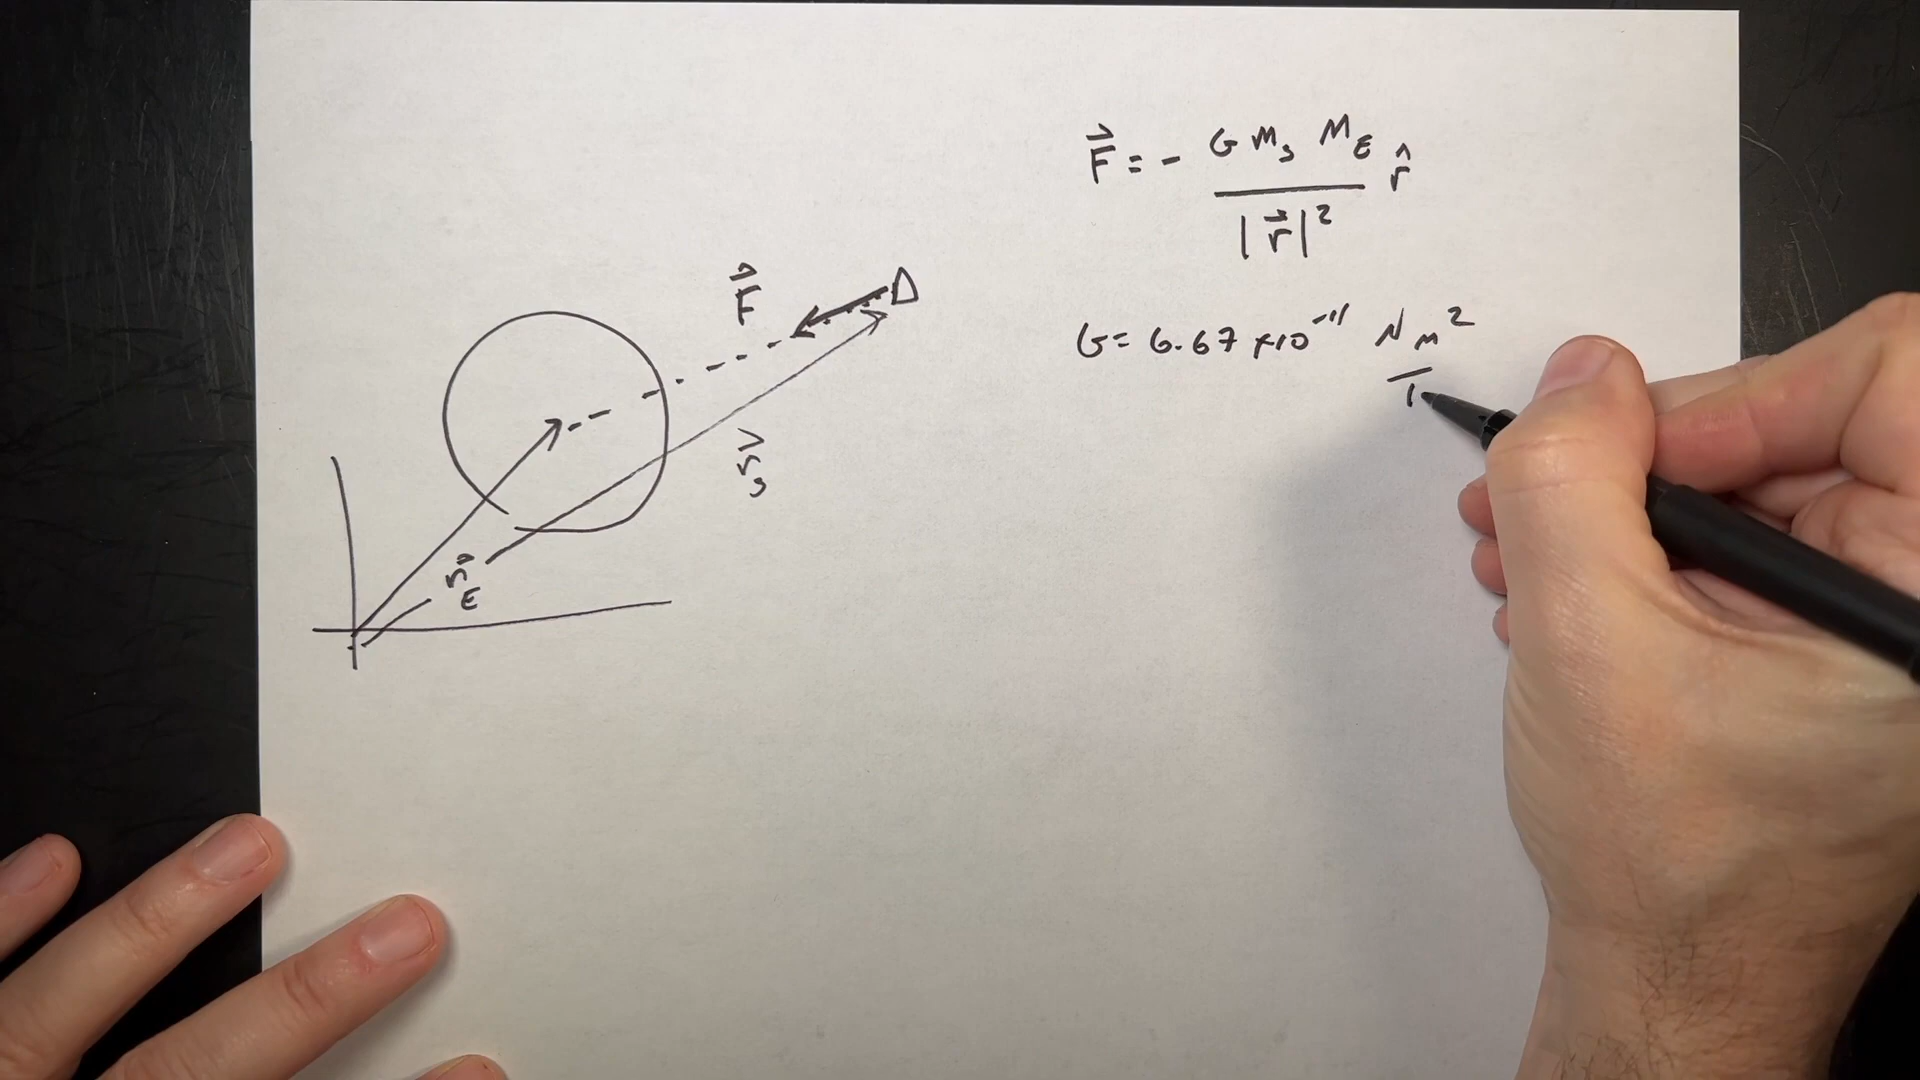 F⃗ = - G m_s M_E / |r⃗|² r̂
G = 6.67 ×10⁻¹¹ N m² /
F⃗
r⃗_s
r⃗_E